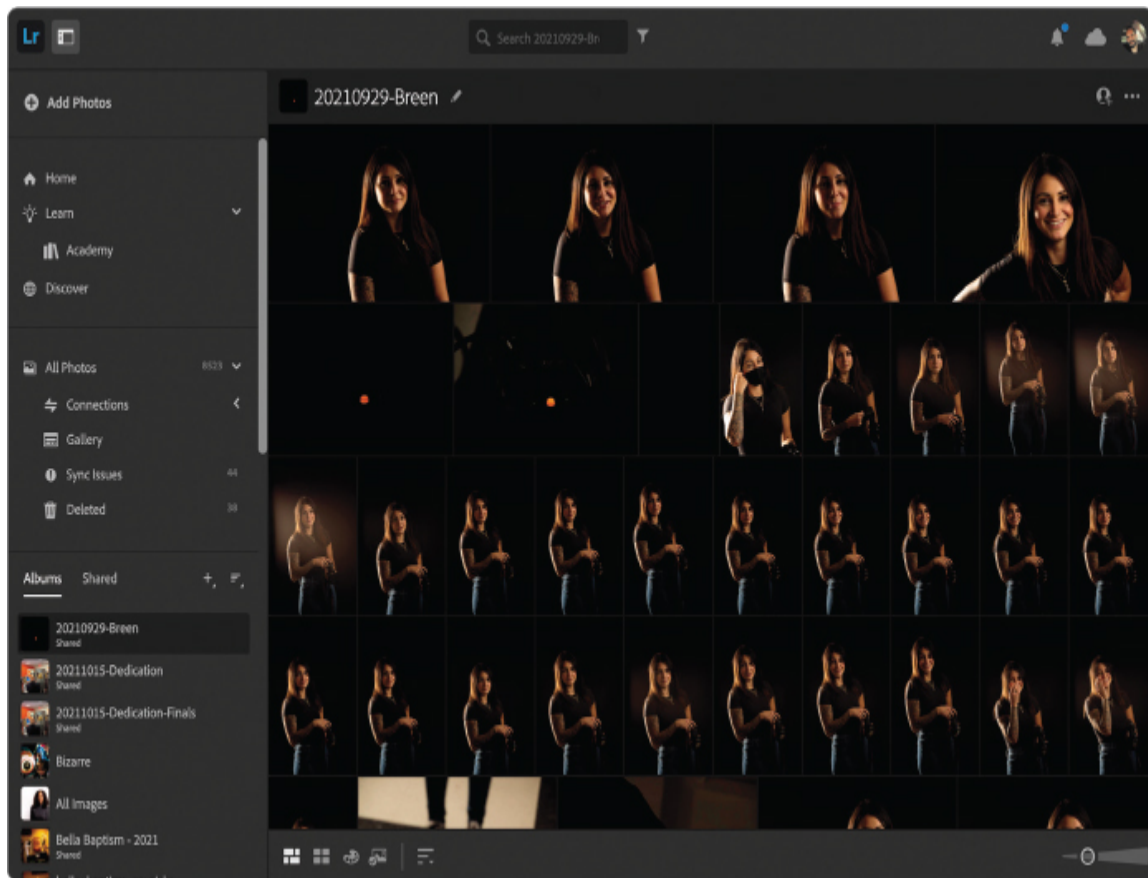 Lr
Search 20210929-Br
Add Photos
20210929-Breen
Home
Learn
Academy
Discover
All Photos 8523
Connections
Gallery
Sync Issues 44
Deleted 38
Albums Shared
20210929-Breen
Shared
20211015-Dedication
Shared
20211015-Dedication-Finals
Shared
Bizarre
All Images
Bella Baptism - 2021
Shared